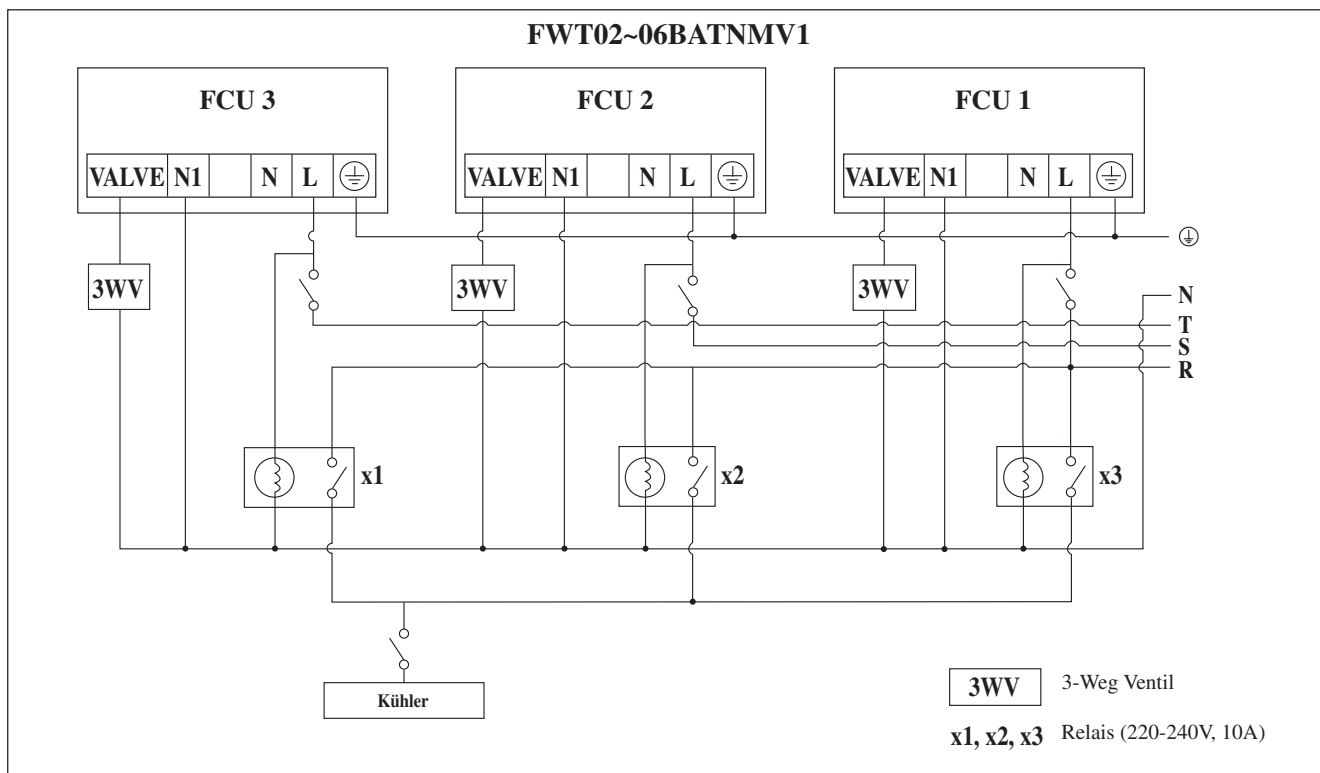 FWT02~06BATNMV1
FCU 3
FCU 2
FCU 1
VALVE N1 N L
VALVE N1 N L
VALVE N1 N L
3WV
3WV
3WV
N
T
S
R
x1
x2
x3
Kühler
3WV 3-Weg Ventil
x1, x2, x3 Relais (220-240V, 10A)